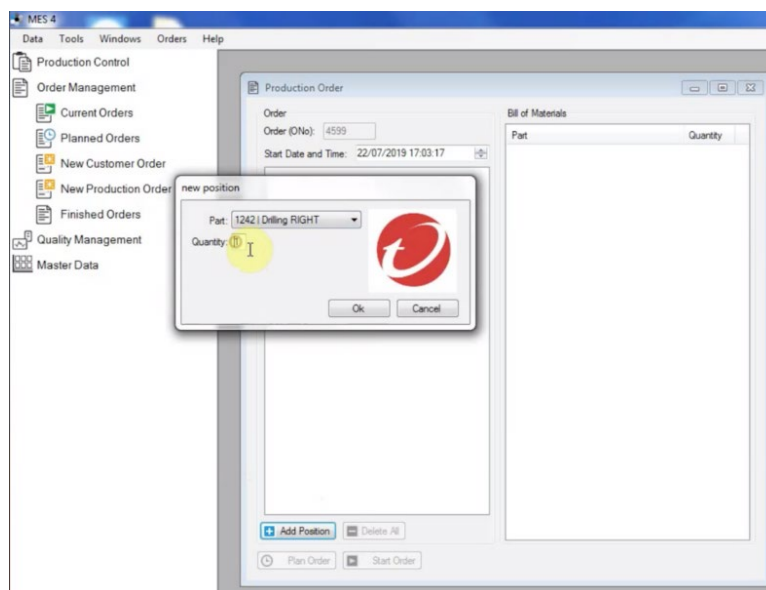 MES 4
Data Tools Windows Orders Help
Production Control
Order Management
Current Orders
Planned Orders
New Customer Order
New Production Order
Finished Orders
Quality Management
Master Data
Production Order
Order
Order (ONo): 4599
Start Date and Time: 22/07/2019 17:03:17
Bill of Materials
Part Quantity
new position
Part: 1242 | Drilling RIGHT
Quantity:
Ok Cancel
Add Position Delete All
Plan Order Start Order